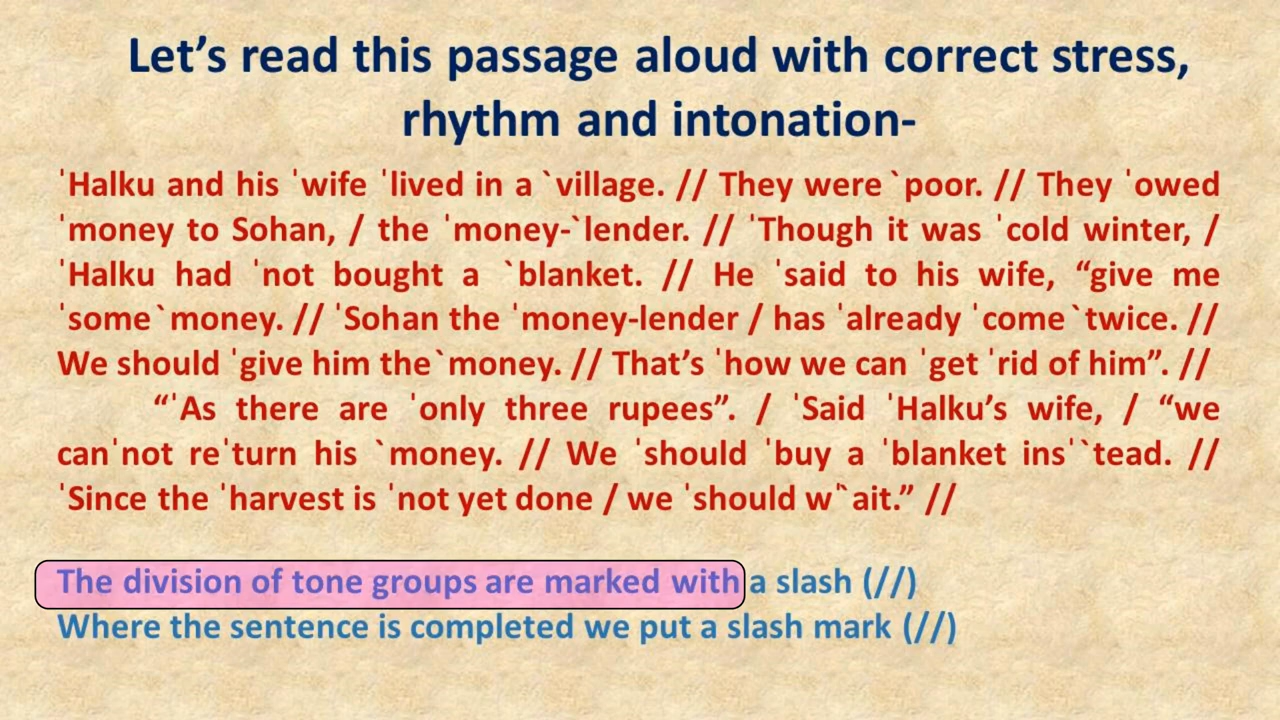 Let’s read this passage aloud with correct stress,
rhythm and intonation-
ˈHalku and his ˈwife ˈlived in a `village. // They were `poor. // They ˈowed
ˈmoney to Sohan, / the ˈmoney-`lender. // ˈThough it was ˈcold winter, /
ˈHalku had ˈnot bought a `blanket. // He ˈsaid to his wife, “give me
ˈsome`money. // ˈSohan the ˈmoney-lender / has ˈalready ˈcome`twice. //
We should ˈgive him the`money. // That’s ˈhow we can ˈget ˈrid of him”. //
“ˈAs there are ˈonly three rupees”. / ˈSaid ˈHalku’s wife, / “we
canˈnot reˈturn his `money. // We ˈshould ˈbuy a ˈblanket insˈ`tead. //
ˈSince the ˈharvest is ˈnot yet done / we ˈshould w`ait.” //
The division of tone groups are marked with a slash (//)
Where the sentence is completed we put a slash mark (//)